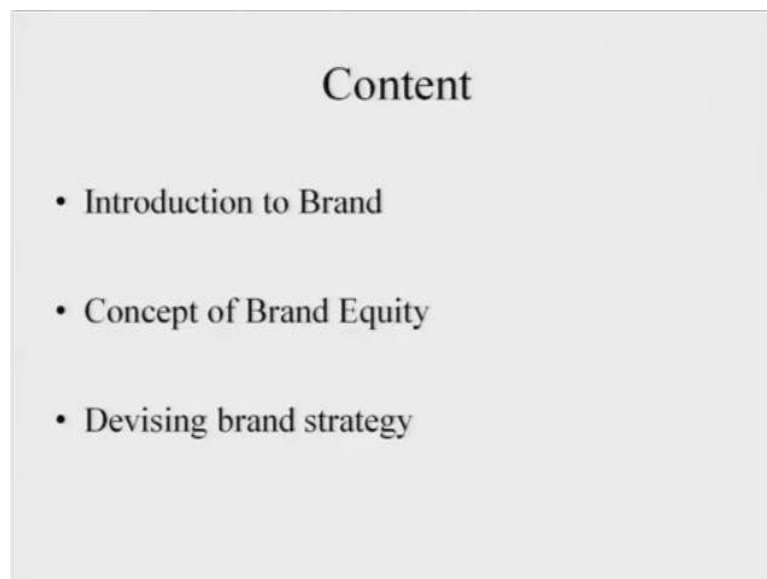 Content
• Introduction to Brand
• Concept of Brand Equity
• Devising brand strategy